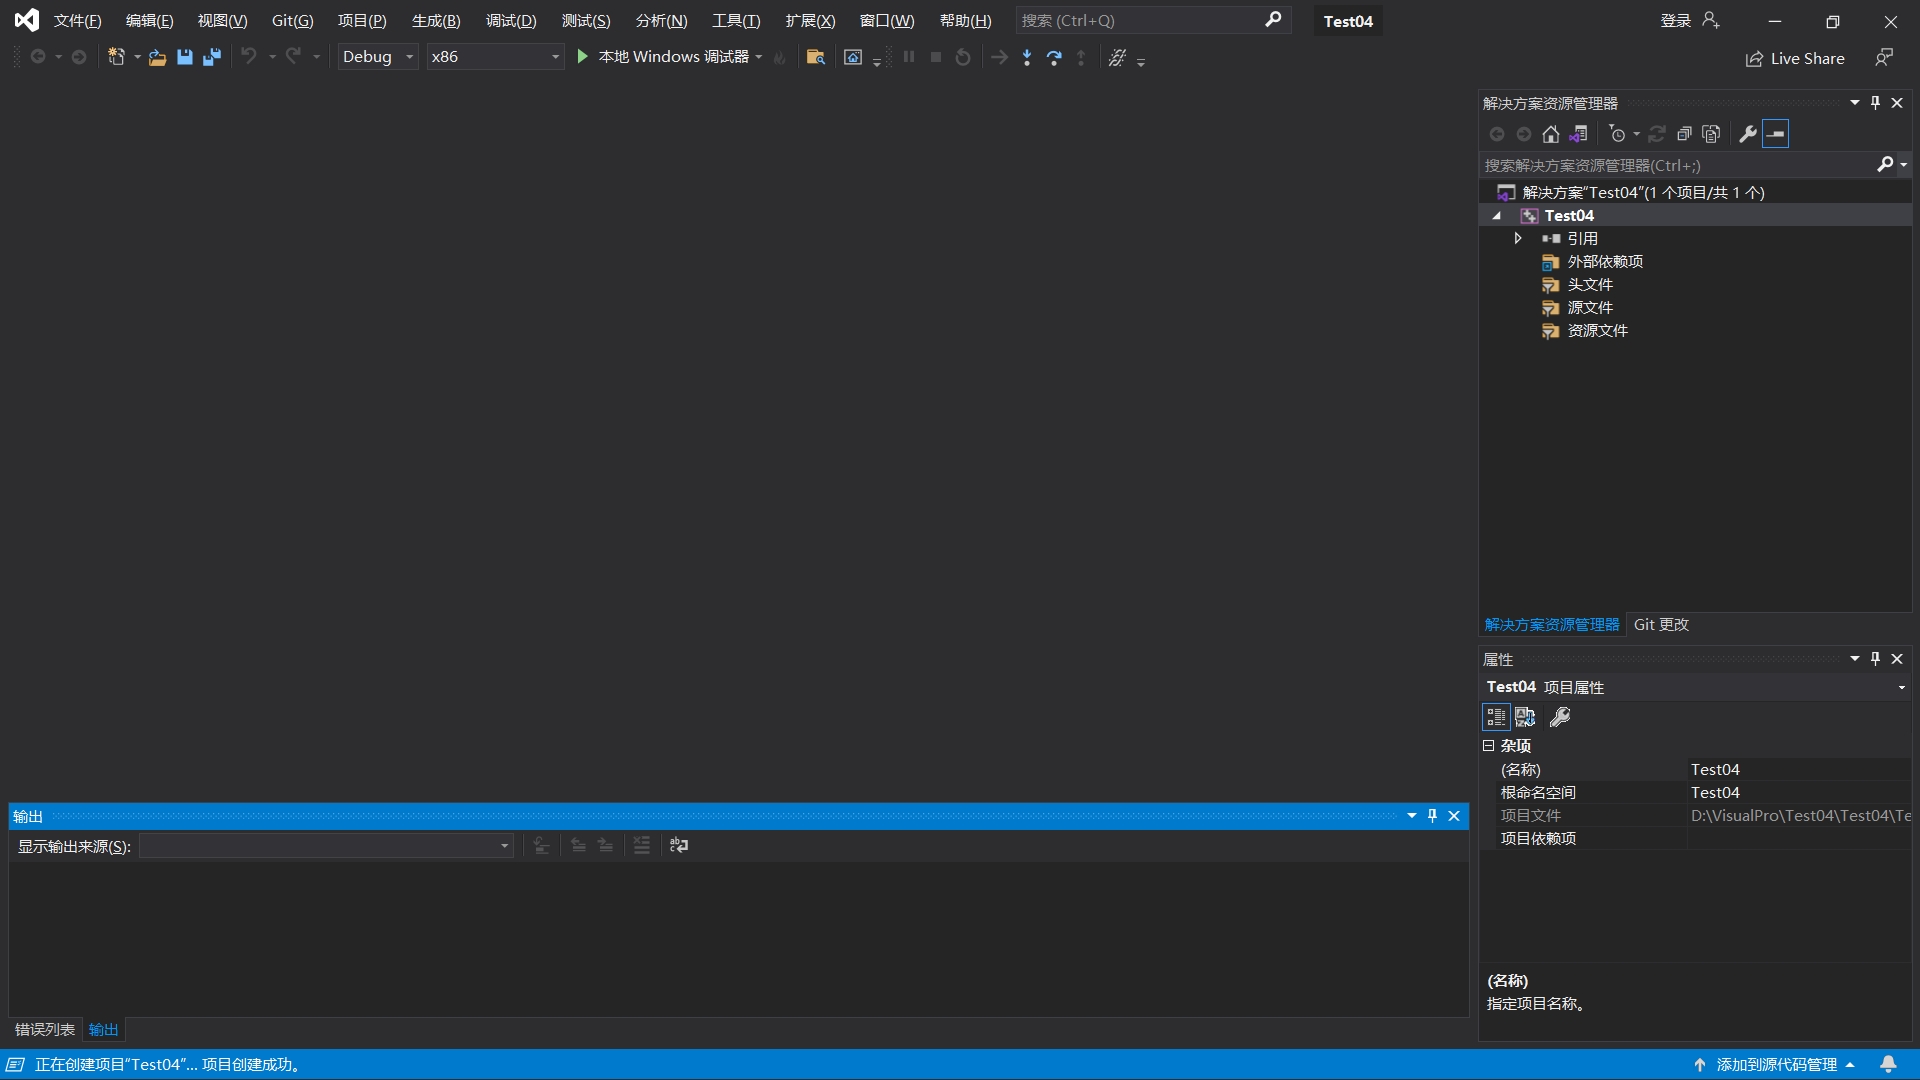 文件(F) 编辑(E) 视图(V) Git(G) 项目(P) 生成(B) 调试(D) 测试(S) 分析(N) 工具(T) 扩展(X) 窗口(W) 帮助(H) 搜索 (Ctrl+Q) Test04 登录
Debug x86 本地 Windows 调试器 Live Share
解决方案资源管理器
搜索解决方案资源管理器(Ctrl+;)
解决方案“Test04”(1 个项目/共 1 个)
Test04
引用
外部依赖项
头文件
源文件
资源文件
解决方案资源管理器 Git 更改
属性
Test04 项目属性
杂项
(名称) Test04
根命名空间 Test04
项目文件 D:\VisualPro\Test04\Test04\Te
项目依赖项
(名称)
指定项目名称。
输出
显示输出来源(S):
错误列表 输出
正在创建项目“Test04”... 项目创建成功。 添加到源代码管理